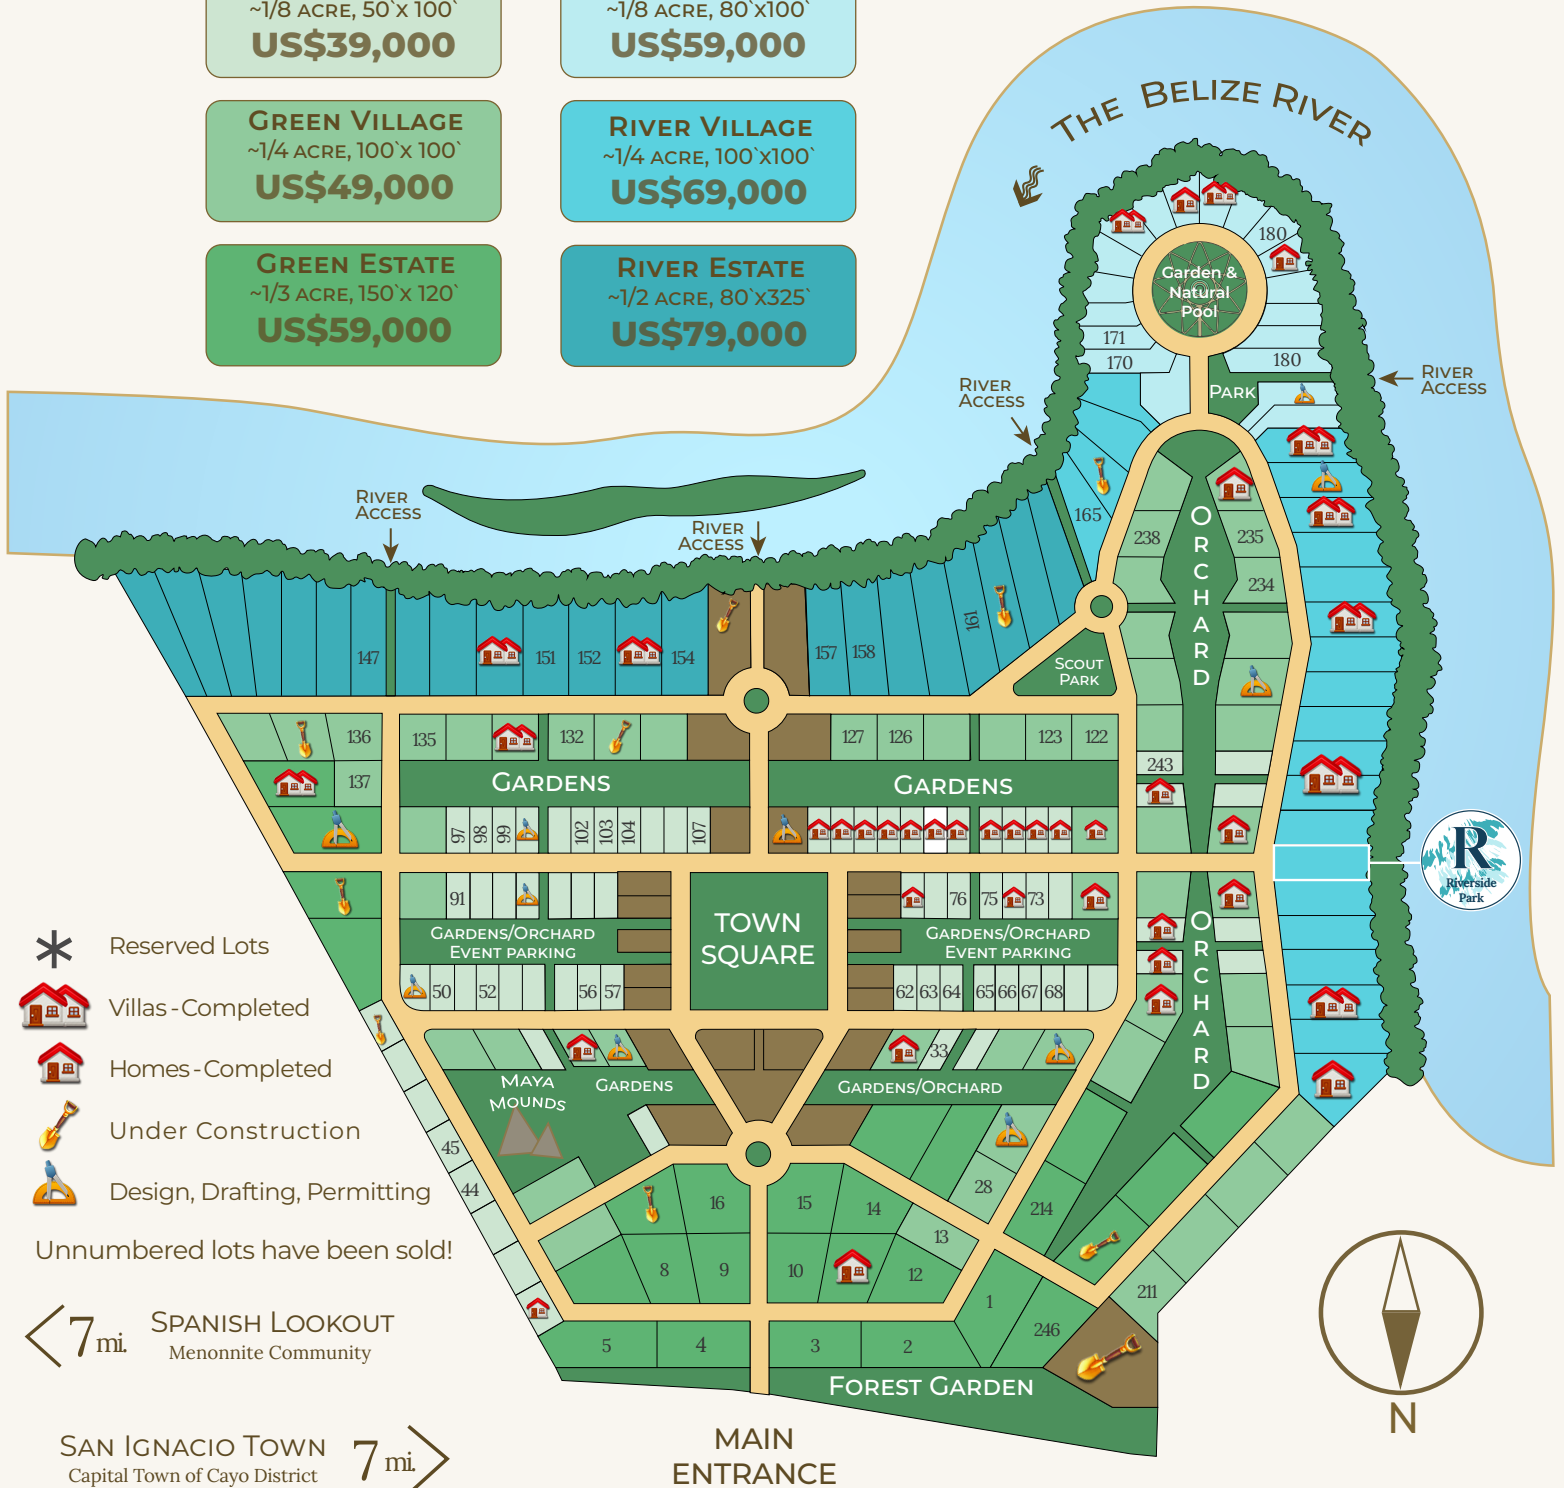 ~1/8 ACRE, 50`X 100`
US$39,000
~1/8 ACRE, 80`X100`
US$59,000
GREEN VILLAGE
~1/4 ACRE, 100`X 100`
US$49,000
RIVER VILLAGE
~1/4 ACRE, 100`X100`
US$69,000
GREEN ESTATE
~1/3 ACRE, 150`X 120`
US$59,000
RIVER ESTATE
~1/2 ACRE, 80`X325`
US$79,000
THE BELIZE RIVER
180
Garden &
Natural
Pool
171
170
180
PARK
RIVER
ACCESS
RIVER
ACCESS
RIVER
ACCESS
RIVER
ACCESS
165
238
235
234
ORCHARD
147
151
152
154
157
158
161
SCOUT
PARK
136
135
132
127
126
123
122
137
GARDENS
GARDENS
243
97
98
99
102
103
104
107
R
Riverside
Park
91
76
75
73
TOWN
SQUARE
GARDENS/ORCHARD
EVENT PARKING
GARDENS/ORCHARD
EVENT PARKING
ORCHARD
50
52
56
57
62
63
64
65
66
67
68
Reserved Lots
Villas - Completed
Homes - Completed
Under Construction
Design, Drafting, Permitting
Unnumbered lots have been sold!
33
MAYA
MOUNDS
GARDENS
GARDENS/ORCHARD
45
44
28
214
16
15
14
13
8
9
10
12
1
211
246
5
4
3
2
FOREST GARDEN
7 mi.
SPANISH LOOKOUT
Menonnite Community
SAN IGNACIO TOWN
Capital Town of Cayo District
7 mi.
MAIN
ENTRANCE
N